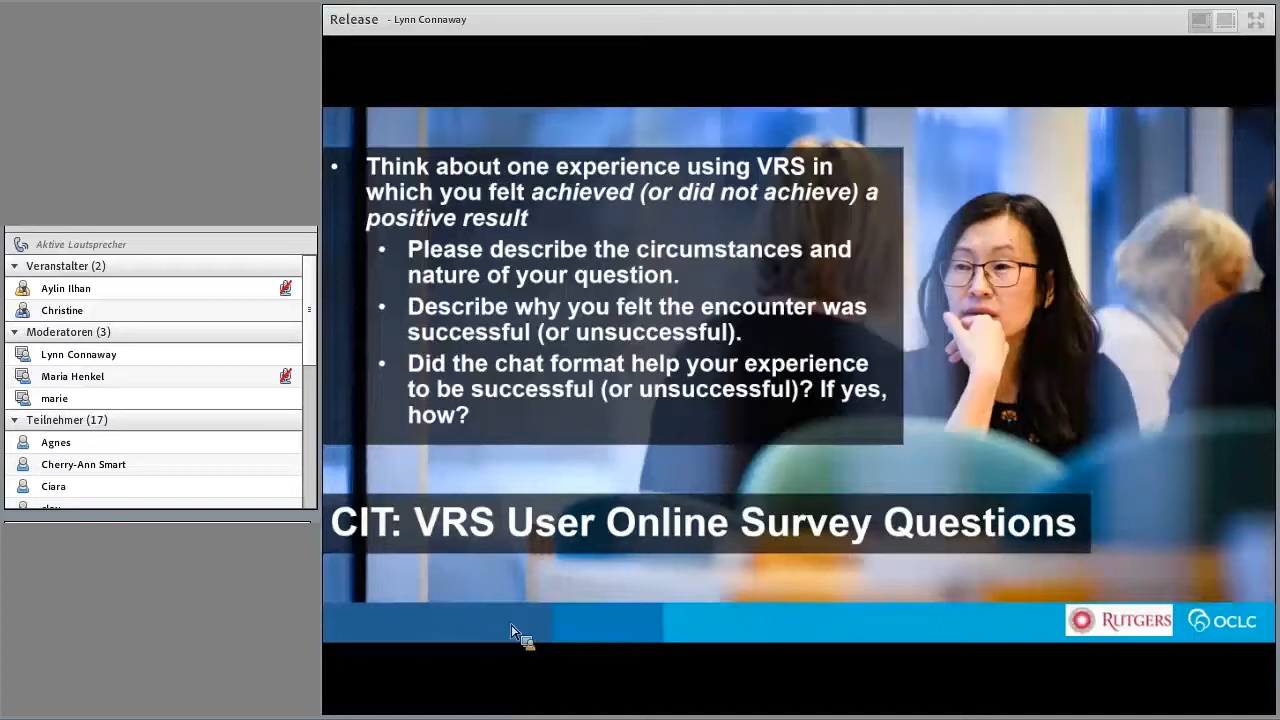 Release - Lynn Connaway
Aktive Lautsprecher
Veranstalter (2)
Aylin Ilhan
Christine
Moderatoren (3)
Lynn Connaway
Maria Henkel
marie
Teilnehmer (17)
Agnes
Cherry-Ann Smart
Ciara
• Think about one experience using VRS in
which you felt achieved (or did not achieve) a
positive result
• Please describe the circumstances and
nature of your question.
• Describe why you felt the encounter was
successful (or unsuccessful).
• Did the chat format help your experience
to be successful (or unsuccessful)? If yes,
how?
CIT: VRS User Online Survey Questions
RUTGERS
OCLC